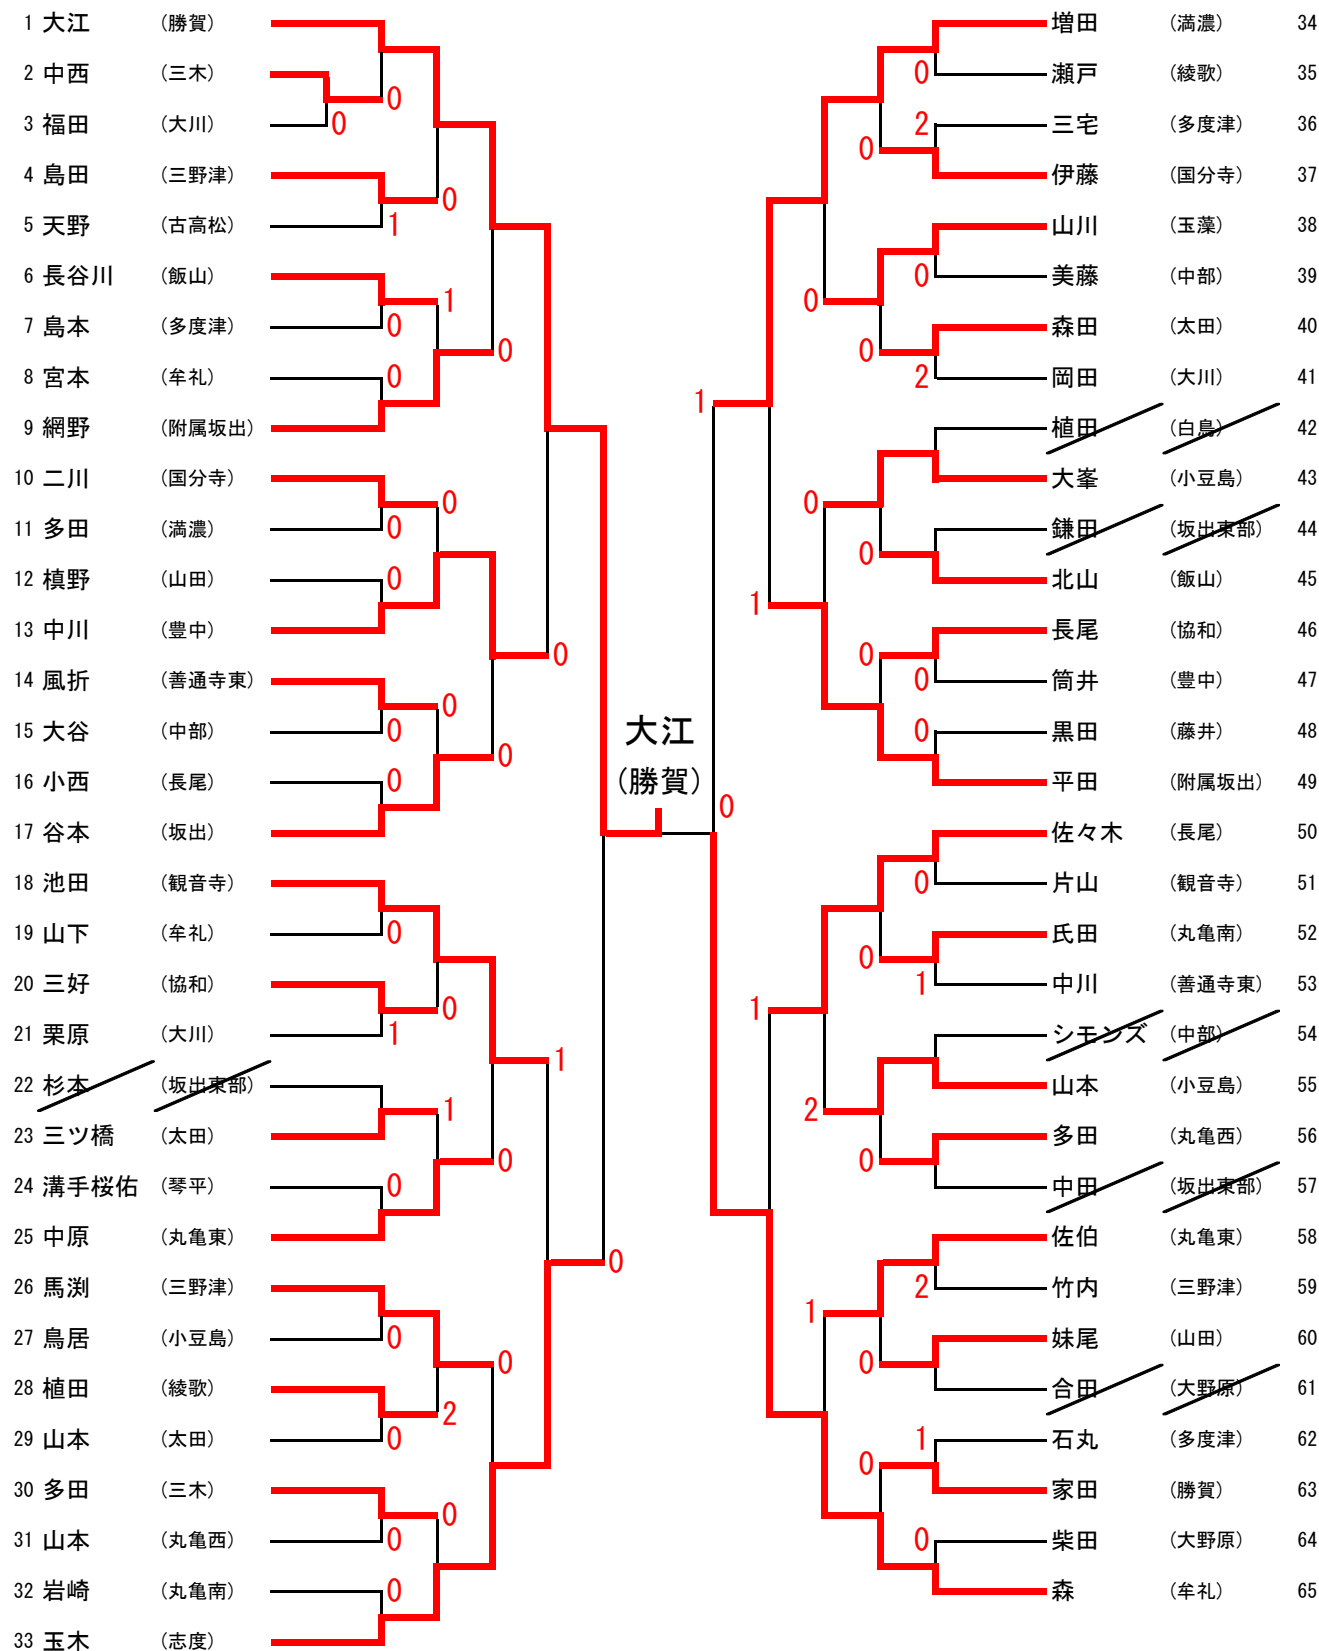 1 大江 (勝賀)
2 中西 (三木)
0
0
3 福田 (大川)
4 島田 (三野津)
0
1
5 天野 (古高松)
6 長谷川 (飯山)
1
0
7 島本 (多度津)
0
8 宮本 (牟礼)
0
9 網野 (附属坂出)
10 二川 (国分寺)
0
0
11 多田 (満濃)
12 槙野 (山田)
0
13 中川 (豊中)
0
14 風折 (善通寺東)
0
0
15 大谷 (中部)
0
16 小西 (長尾)
0
17 谷本 (坂出)
18 池田 (観音寺)
0
19 山下 (牟礼)
20 三好 (協和)
0
1
21 栗原 (大川)
1
22 杉本 (坂出東部)
1
23 三ツ橋 (太田)
0
24 溝手桜佑 (琴平)
0
25 中原 (丸亀東)
0
26 馬渕 (三野津)
0
27 鳥居 (小豆島)
0
28 植田 (綾歌)
2
0
29 山本 (太田)
30 多田 (三木)
0
0
31 山本 (丸亀西)
32 岩崎 (丸亀南)
0
33 玉木 (志度)
大江
(勝賀)
0
増田 (満濃) 34
0
瀬戸 (綾歌) 35
2
三宅 (多度津) 36
0
伊藤 (国分寺) 37
山川 (玉藻) 38
0
美藤 (中部) 39
0
森田 (太田) 40
0
2
岡田 (大川) 41
1
植田 (白鳥) 42
大峯 (小豆島) 43
0
鎌田 (坂出東部) 44
0
北山 (飯山) 45
1
長尾 (協和) 46
0
0
筒井 (豊中) 47
0
黒田 (藤井) 48
平田 (附属坂出) 49
佐々木 (長尾) 50
0
片山 (観音寺) 51
氏田 (丸亀南) 52
0
1
中川 (善通寺東) 53
1
シモンズ (中部) 54
山本 (小豆島) 55
2
多田 (丸亀西) 56
0
中田 (坂出東部) 57
佐伯 (丸亀東) 58
2
竹内 (三野津) 59
1
妹尾 (山田) 60
0
合田 (大野原) 61
1
石丸 (多度津) 62
0
家田 (勝賀) 63
0
柴田 (大野原) 64
森 (牟礼) 65